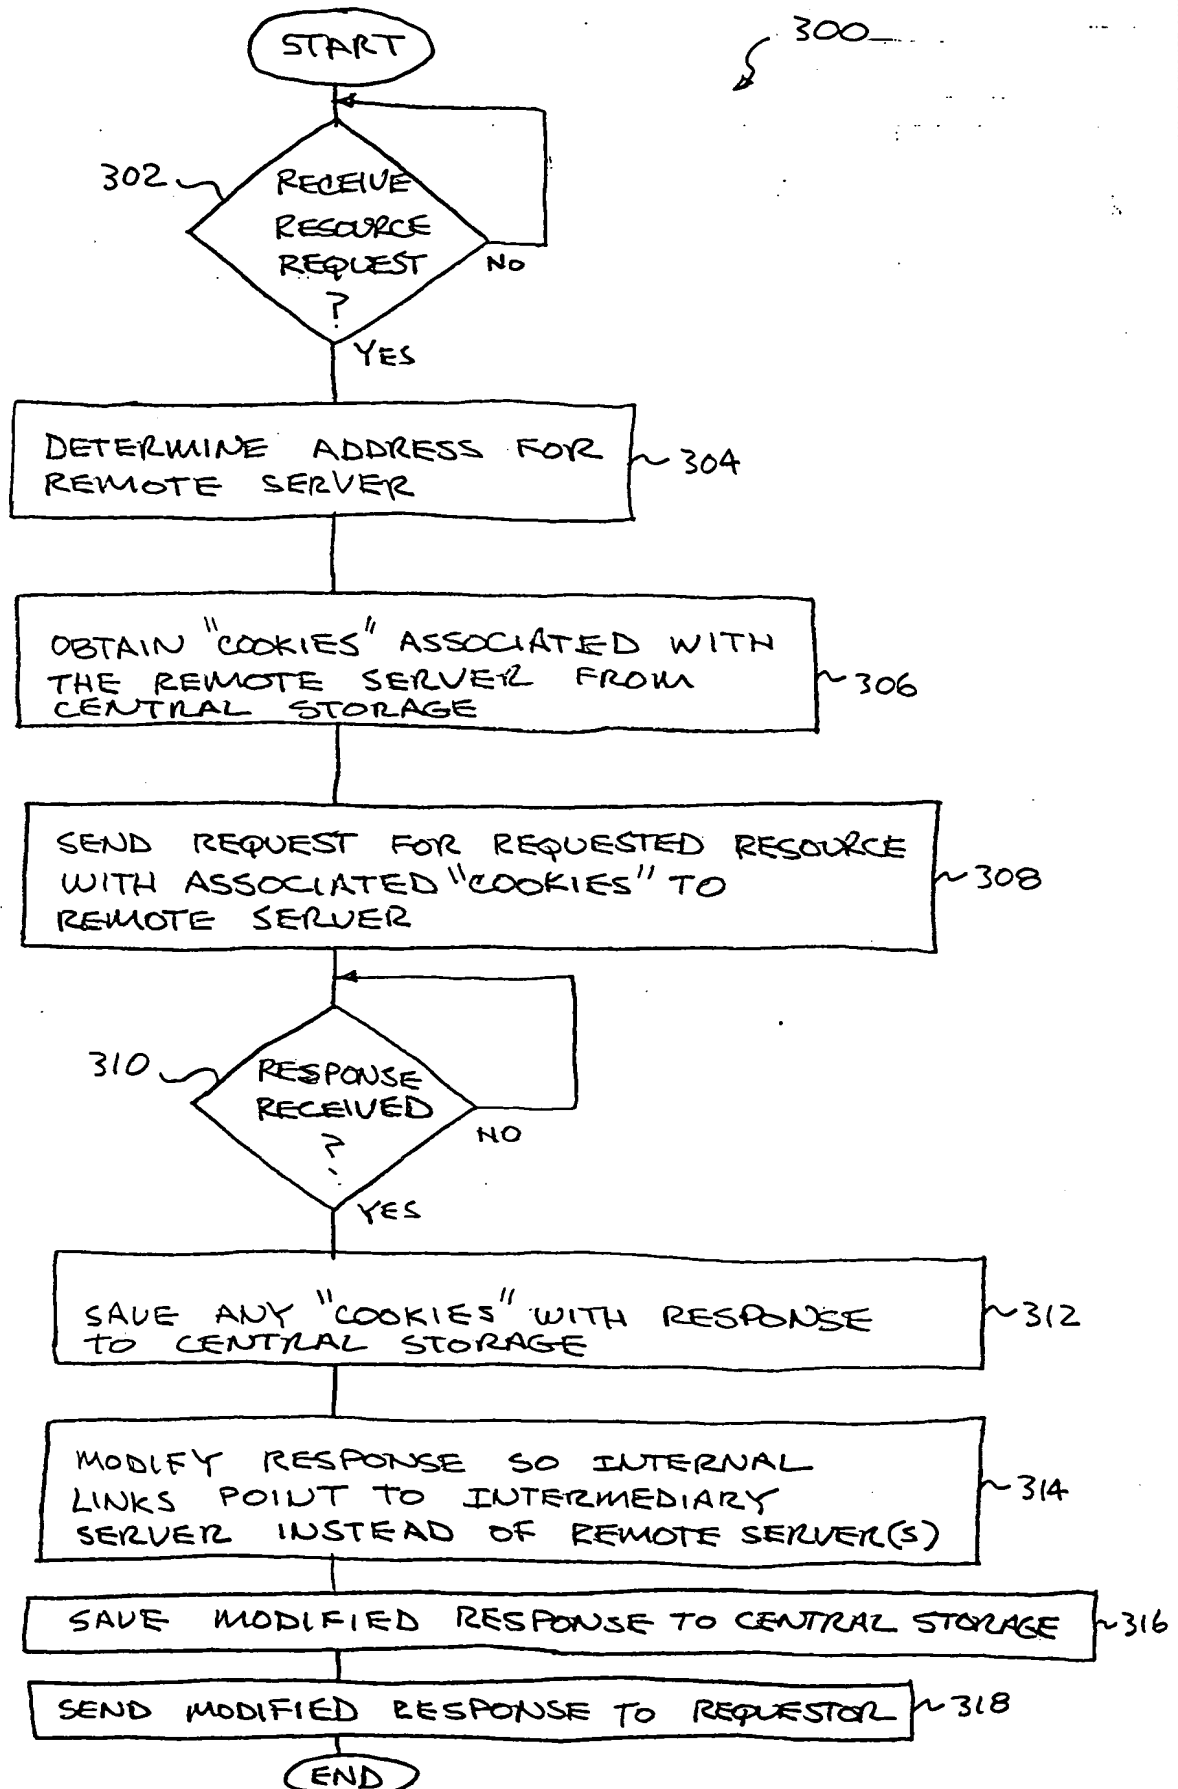 START
300
302
RECEIVE
RESOURCE
REQUEST
?
NO
YES
DETERMINE ADDRESS FOR
REMOTE SERVER
304
OBTAIN "COOKIES" ASSOCIATED WITH
THE REMOTE SERVER FROM
CENTRAL STORAGE
306
SEND REQUEST FOR REQUESTED RESOURCE
WITH ASSOCIATED "COOKIES" TO
REMOTE SERVER
308
310
RESPONSE
RECEIVED
?
NO
YES
SAVE ANY "COOKIES" WITH RESPONSE
TO CENTRAL STORAGE
312
MODIFY RESPONSE SO INTERNAL
LINKS POINT TO INTERMEDIARY
SERVER INSTEAD OF REMOTE SERVER(S)
314
SAVE MODIFIED RESPONSE TO CENTRAL STORAGE
316
SEND MODIFIED RESPONSE TO REQUESTOR
318
END